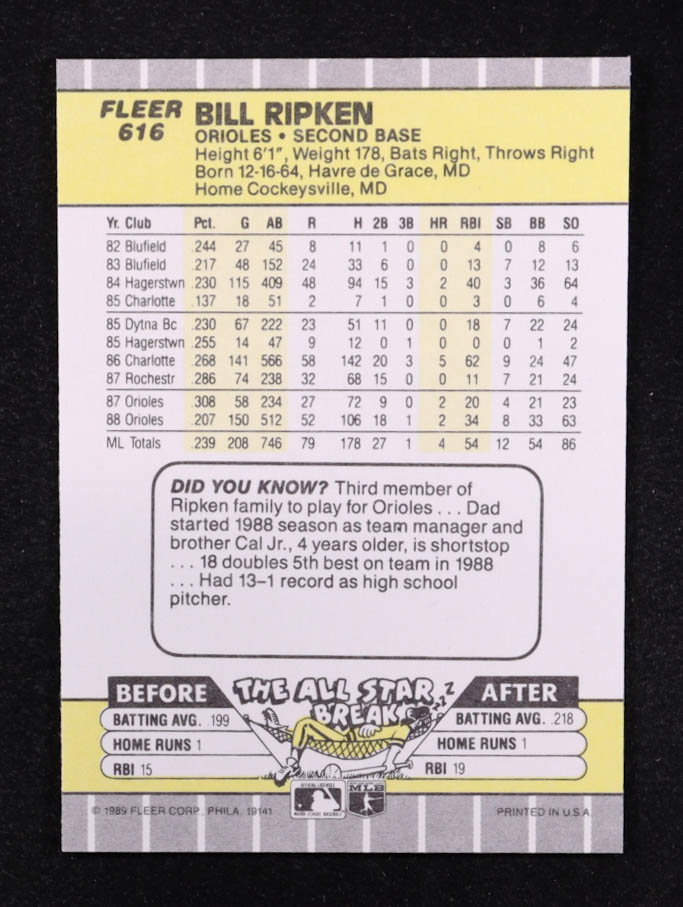 FLEER 616
BILL RIPKEN
ORIOLES • SECOND BASE
Height 6'1", Weight 178, Bats Right, Throws Right
Born 12-16-64, Havre de Grace, MD
Home Cockeysville, MD
Yr. Club Pct. G AB R H 2B 3B HR RBI SB BB SO
82 Blufield .244 27 45 8 11 1 0 0 4 0 8 6
83 Blufield .217 48 152 24 33 6 0 0 13 7 12 13
84 Hagerstwn .230 115 409 48 94 15 3 2 40 3 36 64
85 Charlotte .137 18 51 2 7 1 0 0 3 0 6 4
85 Dytna Bc .230 67 222 23 51 11 0 0 18 7 22 24
85 Hagerstwn .255 14 47 9 12 0 1 0 0 0 1 2
86 Charlotte .268 141 566 58 142 20 3 5 62 9 24 47
87 Rochestr .286 74 238 32 68 15 0 0 11 7 21 24
87 Orioles .308 58 234 27 72 9 0 2 20 4 21 23
88 Orioles .207 150 512 52 106 18 1 2 34 8 33 63
ML Totals .239 208 746 79 178 27 1 4 54 12 54 86
DID YOU KNOW? Third member of
Ripken family to play for Orioles . . . Dad
started 1988 season as team manager and
brother Cal Jr., 4 years older, is shortstop
. . . 18 doubles 5th best on team in 1988
. . . Had 13-1 record as high school
pitcher.
THE ALL STAR
BREAK
ZZZ
BEFORE
BATTING AVG. .199
HOME RUNS 1
RBI 15
AFTER
BATTING AVG. .218
HOME RUNS 1
RBI 19
MLB
© 1989 FLEER CORP., PHILA. 19141
PRINTED IN U.S.A.